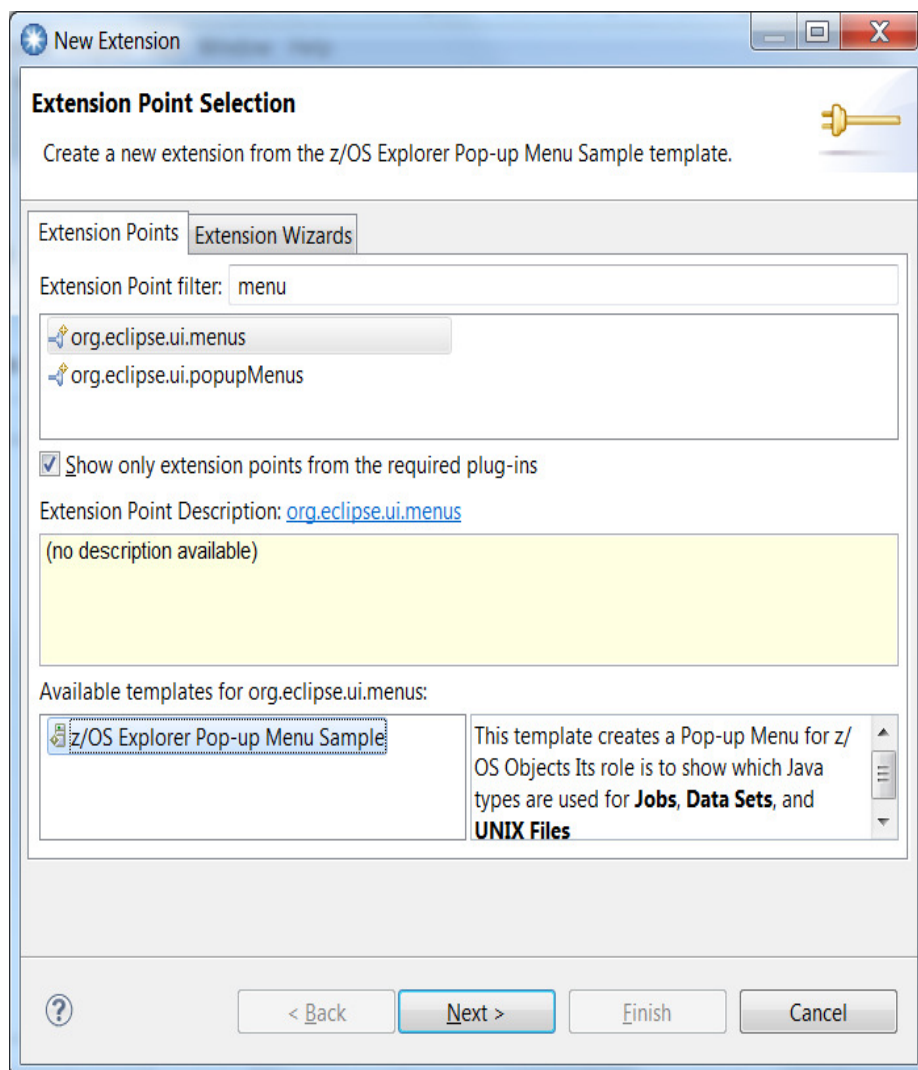 New Extension
Window Help
Extension Point Selection
Create a new extension from the z/OS Explorer Pop-up Menu Sample template.
Extension Points
Extension Wizards
Extension Point filter: menu
org.eclipse.ui.menus
org.eclipse.ui.popupMenus
Show only extension points from the required plug-ins
Extension Point Description: org.eclipse.ui.menus
(no description available)
Available templates for org.eclipse.ui.menus:
z/OS Explorer Pop-up Menu Sample
This template creates a Pop-up Menu for z/
OS Objects Its role is to show which Java
types are used for Jobs, Data Sets, and
UNIX Files
< Back
Next >
Finish
Cancel